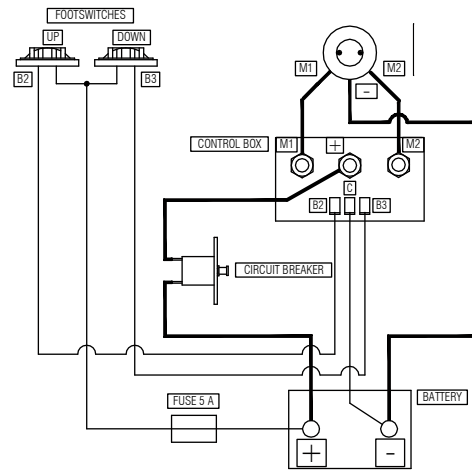 FOOTSWITCHES
UP
DOWN
B2
B3
M1
M2
-
CONTROL BOX
M1
+
M2
C
B2
B3
CIRCUIT BREAKER
FUSE 5 A
BATTERY
+
-